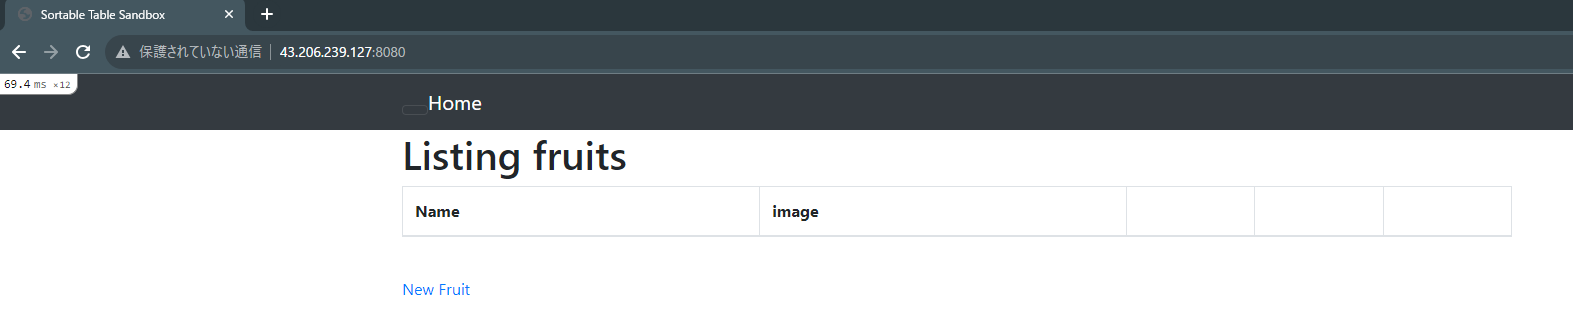 Sortable Table Sandbox
保護されていない通信 43.206.239.127:8080
69.4 ms ×12
Home
Listing fruits
Name image
New Fruit